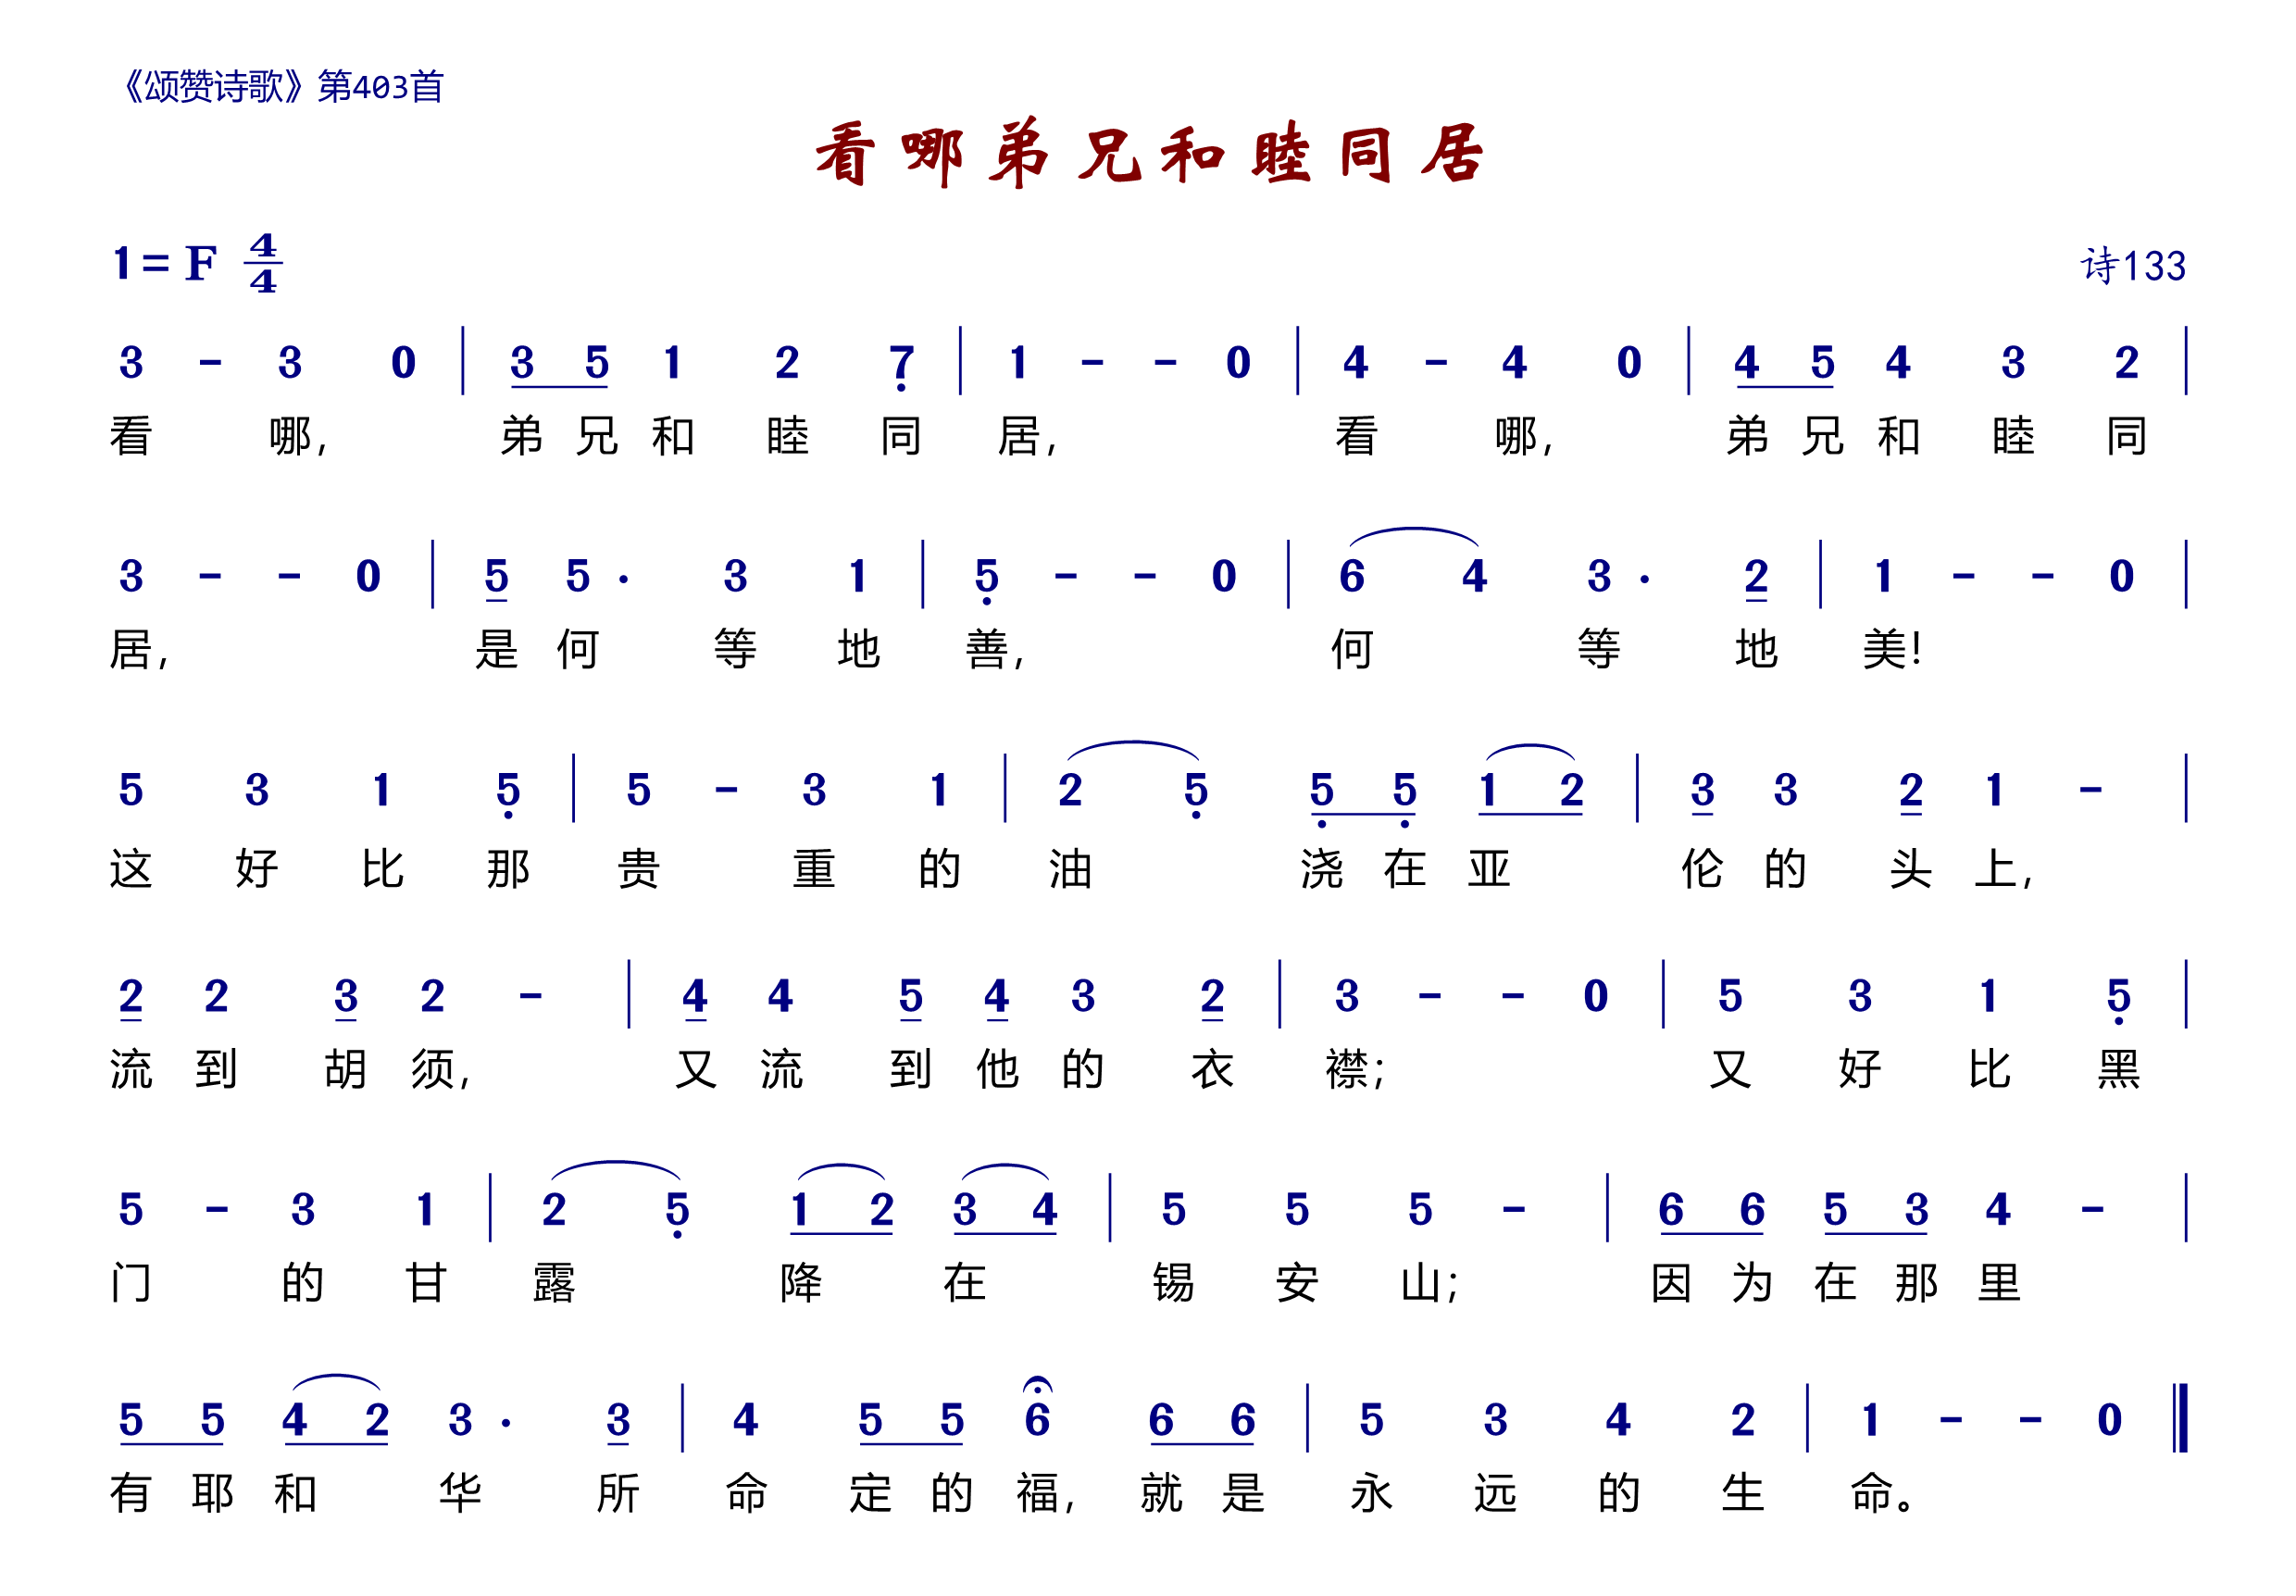 《颂赞诗歌》第403首
看哪弟兄和睦同居
1= F 4/4
诗133
3 - 3 0 | 3 5 1 2 7 | 1 - - 0 | 4 - 4 0 | 4 5 4 3 2 |
看 哪, 弟 兄 和 睦 同 居, 看 哪, 弟 兄 和 睦 同
3 - - 0 | 5 5 · 3 1 | 5 - - 0 | 6 4 3 · 2 | 1 - - 0 |
居, 是 何 等 地 善, 何 等 地 美!
5 3 1 5 | 5 - 3 1 | 2 5 5 5 1 2 | 3 3 2 1 - |
这 好 比 那 贵 重 的 油 浇 在 亚 伦 的 头 上,
2 2 3 2 - | 4 4 5 4 3 2 | 3 - - 0 | 5 3 1 5 |
流 到 胡 须, 又 流 到 他 的 衣 襟; 又 好 比 黑
5 - 3 1 | 2 5 1 2 3 4 | 5 5 5 - | 6 6 5 3 4 - |
门 的 甘 露 降 在 锡 安 山; 因 为 在 那 里
5 5 4 2 3 · 3 | 4 5 5 6 6 6 | 5 3 4 2 | 1 - - 0 ‖
有 耶 和 华 所 命 定 的 福, 就 是 永 远 的 生 命。